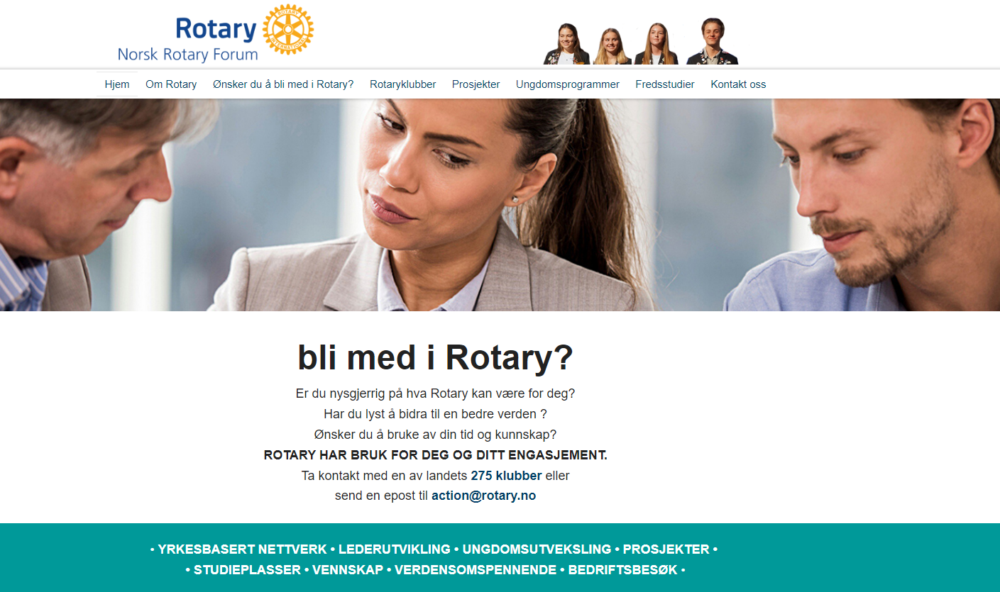 Rotary
Norsk Rotary Forum
ROTARY
INTERNATIONAL
Hjem Om Rotary Ønsker du å bli med i Rotary? Rotaryklubber Prosjekter Ungdomsprogrammer Fredsstudier Kontakt oss
bli med i Rotary?
Er du nysgjerrig på hva Rotary kan være for deg?
Har du lyst å bidra til en bedre verden ?
Ønsker du å bruke av din tid og kunnskap?
ROTARY HAR BRUK FOR DEG OG DITT ENGASJEMENT.
Ta kontakt med en av landets 275 klubber eller
send en epost til action@rotary.no
• YRKESBASERT NETTVERK • LEDERUTVIKLING • UNGDOMSUTVEKSLING • PROSJEKTER •
• STUDIEPLASSER • VENNSKAP • VERDENSOMSPENNENDE • BEDRIFTSBESØK •